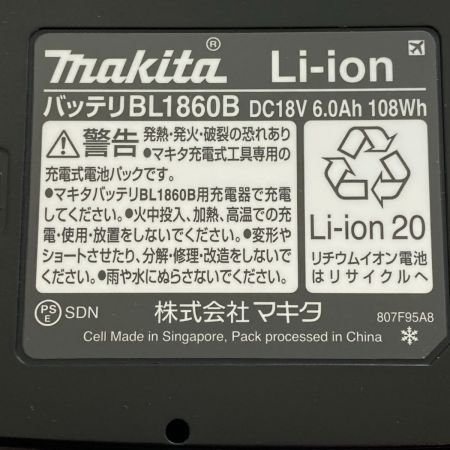 makita® Li-ion
バッテリBL1860B DC18V 6.0Ah 108Wh
警告 発熱・発火・破裂の恐れあり
●マキタ充電式工具専用の
充電式電池パックです。
●マキタバッテリBL1860B用充電器で充電
してください。●火中投入、加熱、高温での充
電・使用・放置をしないでください。●変形や
ショートさせたり、分解・修理・改造をしないで
ください。●雨や水にぬらさないでください。
Li-ion 20
リチウムイオン電池
はリサイクルへ
PS
E SDN 株式会社 マキタ 807F95A8
Cell Made in Singapore, Pack processed in China